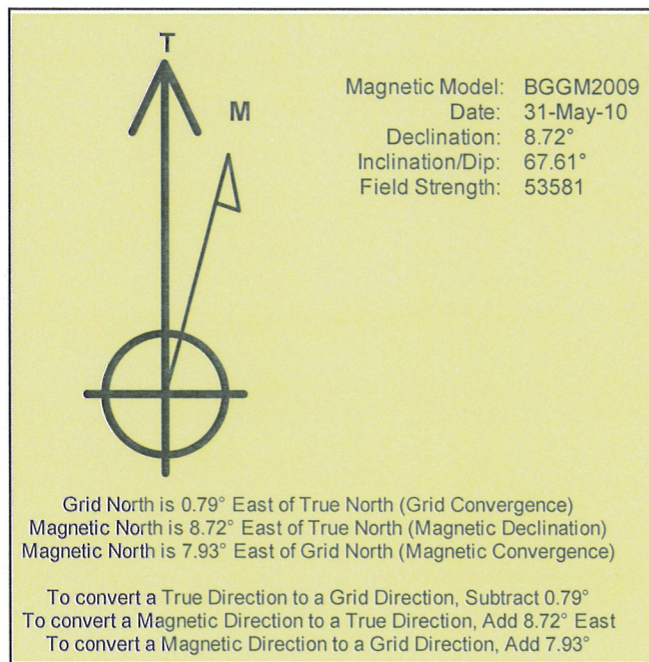 T
M
Magnetic Model: BGGM2009
Date: 31-May-10
Declination: 8.72°
Inclination/Dip: 67.61°
Field Strength: 53581
Grid North is 0.79° East of True North (Grid Convergence)
Magnetic North is 8.72° East of True North (Magnetic Declination)
Magnetic North is 7.93° East of Grid North (Magnetic Convergence)
To convert a True Direction to a Grid Direction, Subtract 0.79°
To convert a Magnetic Direction to a True Direction, Add 8.72° East
To convert a Magnetic Direction to a Grid Direction, Add 7.93°